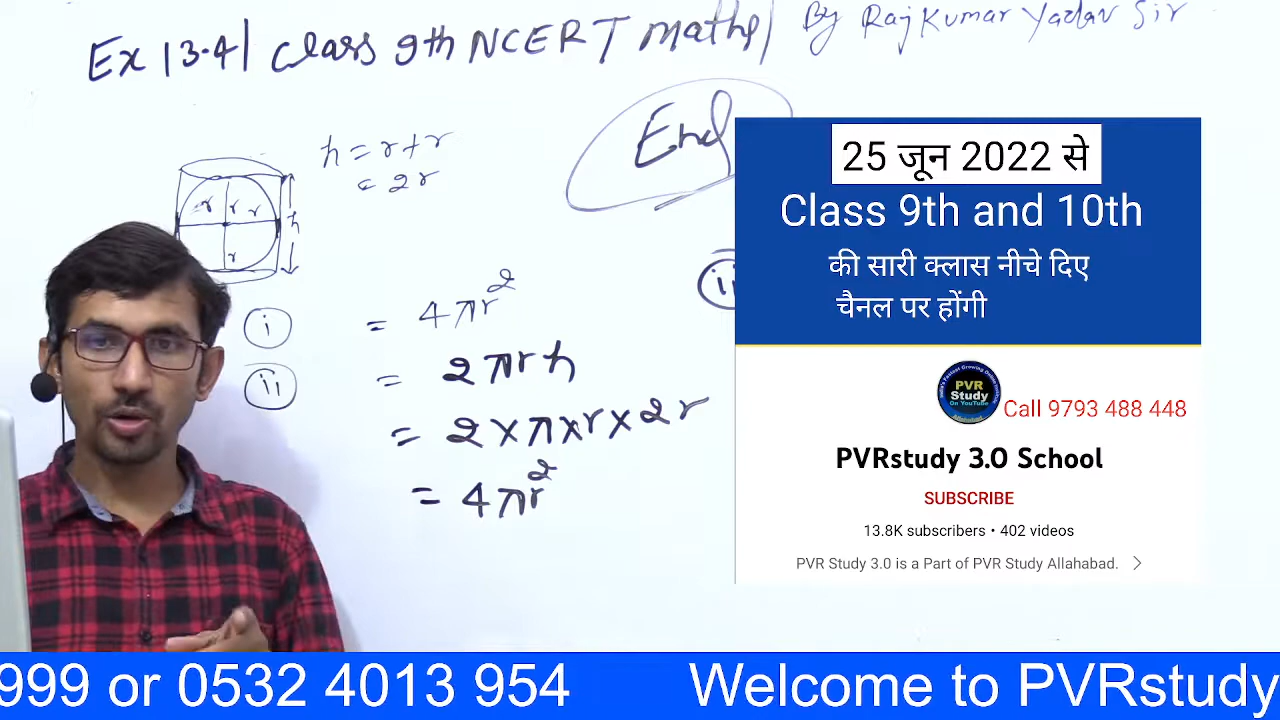 Ex 13.4 | Class 9th NCERT maths | By Raj Kumar Yadav Sir
End
h = r + r
= 2r
r r r
h
r
i = 4πr²
ii = 2πrh
= 2×π×r×2r
= 4πr²
25 जून 2022 से
Class 9th and 10th
की सारी क्लास नीचे दिए
चैनल पर होंगी
PVR
Study
On YouTube
Allahabad
Call 9793 488 448
PVRstudy 3.0 School
SUBSCRIBE
13.8K subscribers • 402 videos
PVR Study 3.0 is a Part of PVR Study Allahabad.
999 or 0532 4013 954 Welcome to PVRstudy